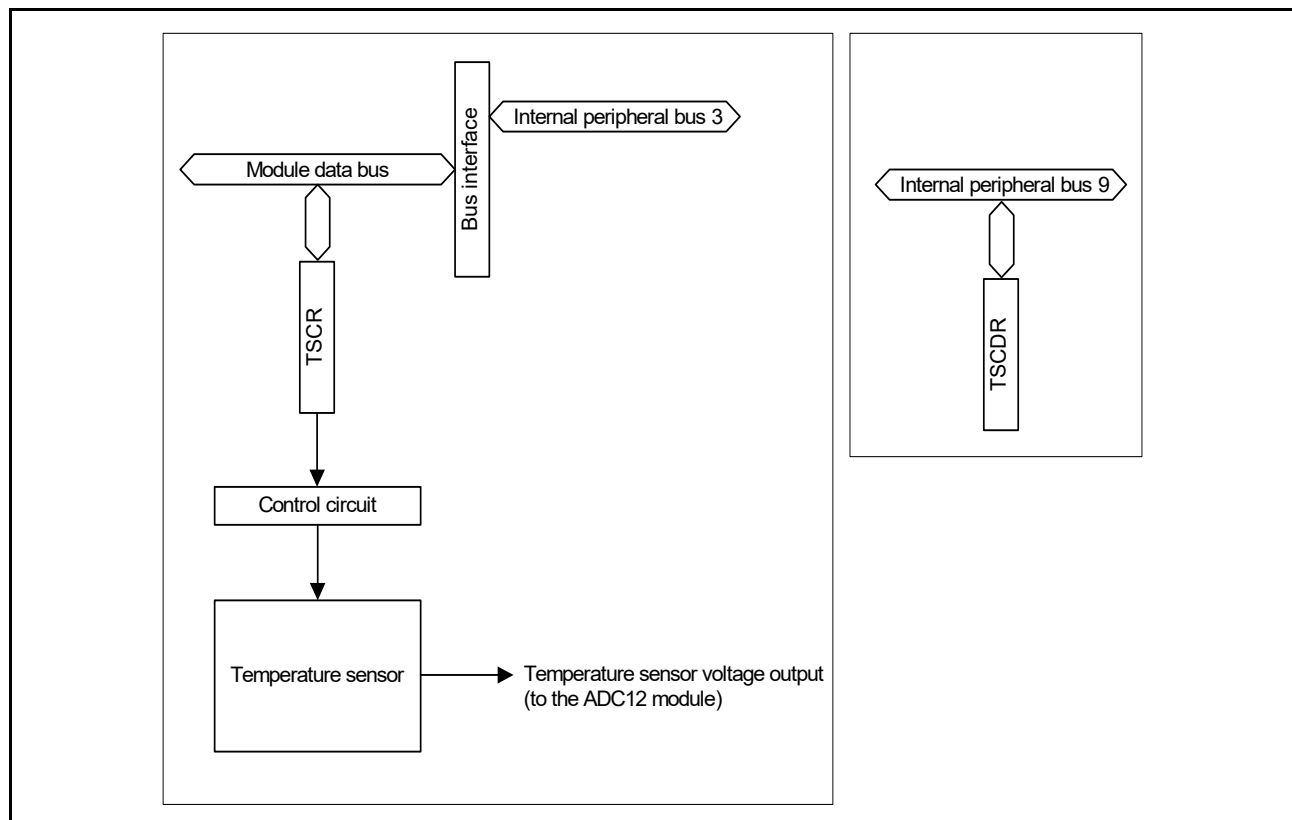 Internal peripheral bus 3
Bus interface
Module data bus
TSCR
Control circuit
Temperature sensor
Temperature sensor voltage output
(to the ADC12 module)
Internal peripheral bus 9
TSCDR